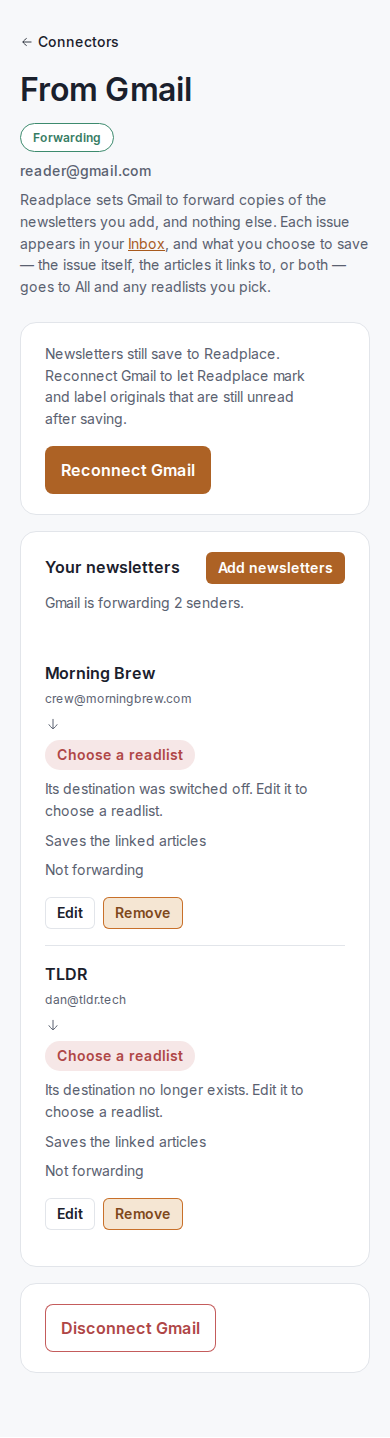 ← Connectors
From Gmail
Forwarding
reader@gmail.com
Readplace sets Gmail to forward copies of the
newsletters you add, and nothing else. Each issue
appears in your Inbox, and what you choose to save
— the issue itself, the articles it links to, or both —
goes to All and any readlists you pick.
Newsletters still save to Readplace.
Reconnect Gmail to let Readplace mark
and label originals that are still unread
after saving.
Reconnect Gmail
Your newsletters
Add newsletters
Gmail is forwarding 2 senders.
Morning Brew
crew@morningbrew.com
↓
Choose a readlist
Its destination was switched off. Edit it to
choose a readlist.
Saves the linked articles
Not forwarding
Edit
Remove
TLDR
dan@tldr.tech
↓
Choose a readlist
Its destination no longer exists. Edit it to
choose a readlist.
Saves the linked articles
Not forwarding
Edit
Remove
Disconnect Gmail